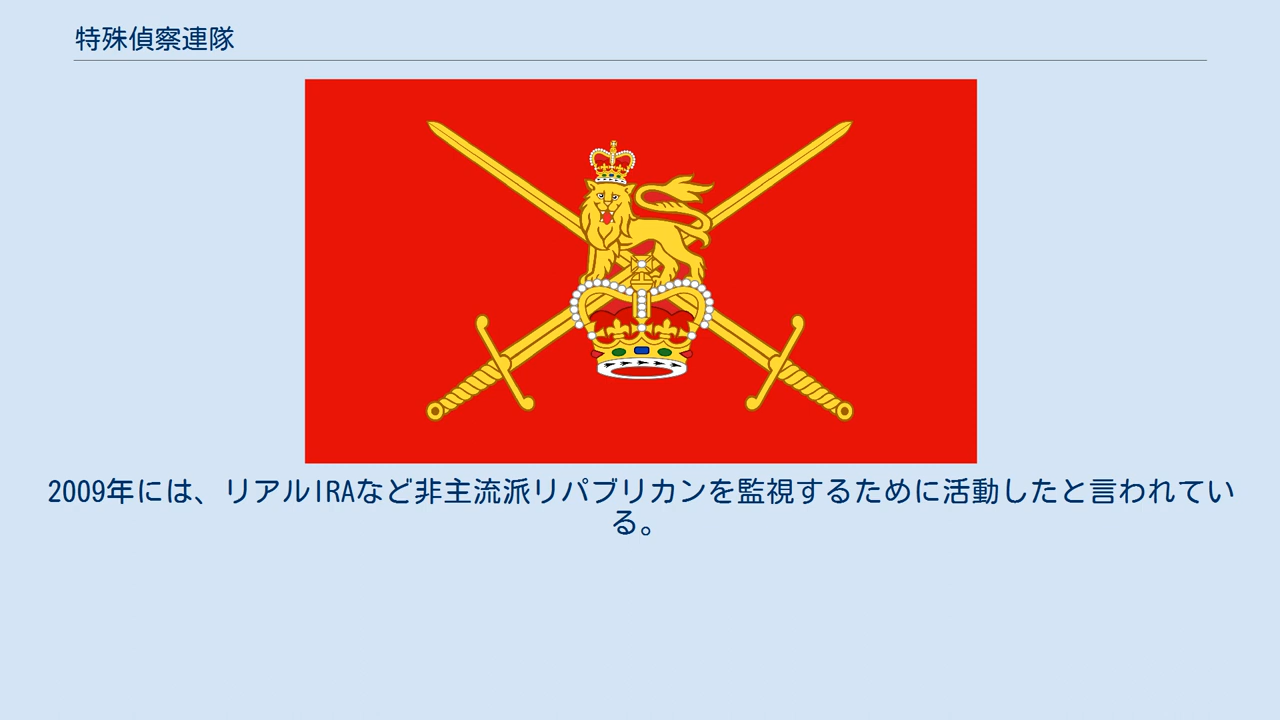 特殊偵察連隊
2009年には、リアルIRAなど非主流派リパブリカンを監視するために活動したと言われてい
る。